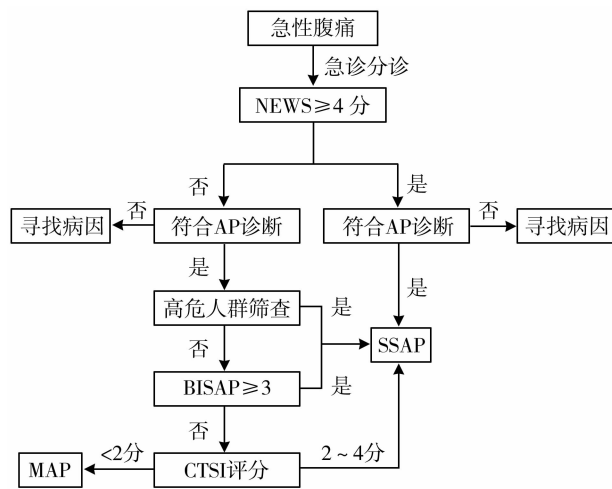 急性腹痛
急诊分诊
NEWS≥4分
否
是
寻找病因
否
符合AP诊断
符合AP诊断
否
寻找病因
是
是
高危人群筛查
是
否
SSAP
BISAP≥3
是
否
MAP
<2分
CTSI评分
2~4分